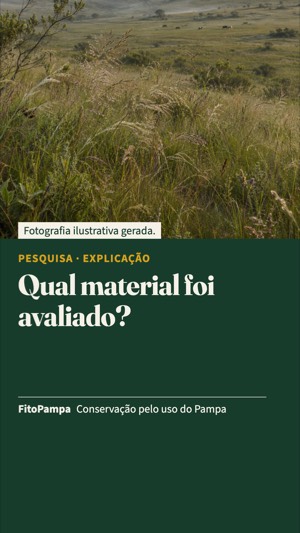 Fotografia ilustrativa gerada.
PESQUISA · EXPLICAÇÃO
Qual material foi
avaliado?
FitoPampa Conservação pelo uso do Pampa